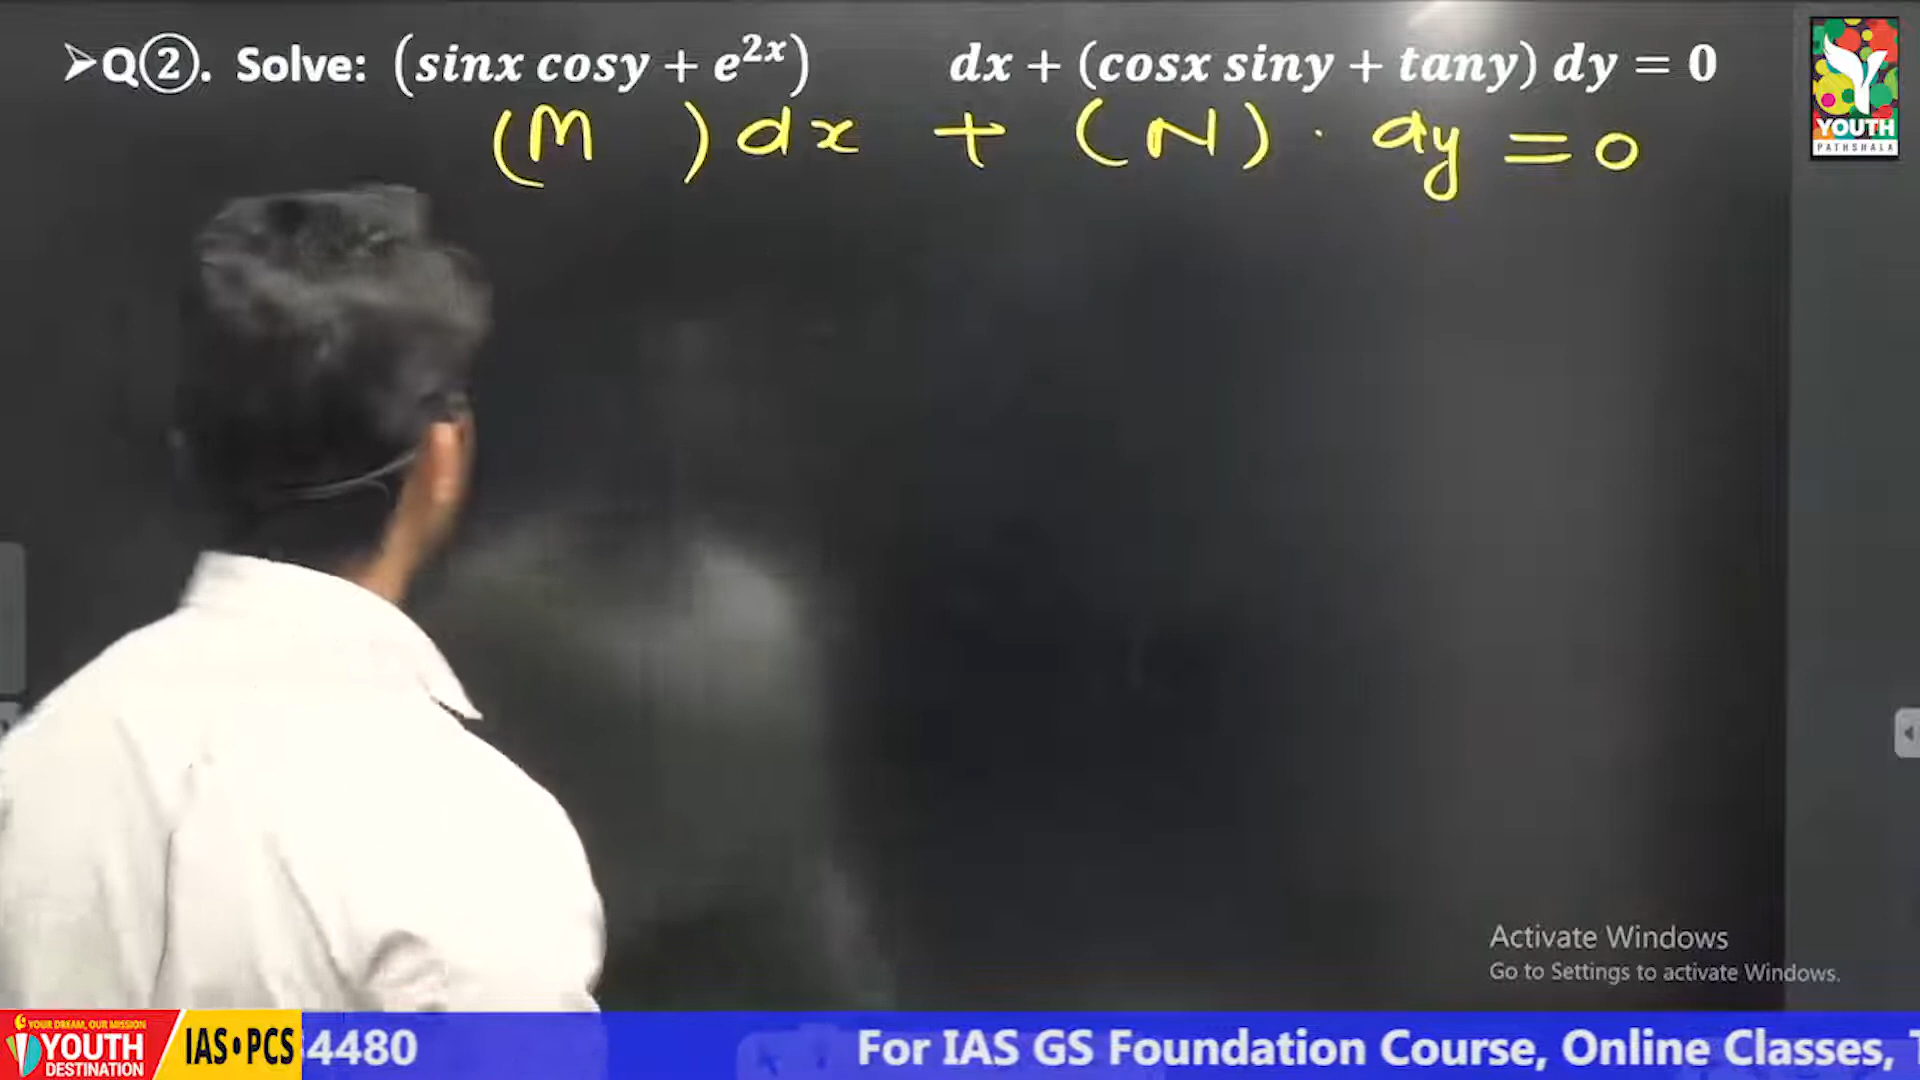 ➤Q②. Solve: (sinx cosy + e²ˣ) dx + (cosx siny + tany) dy = 0
(M ) dx + (N) · dy = 0
YOUTH
PATHSHALA
Activate Windows
Go to Settings to activate Windows.
YOUR DREAM, OUR MISSION
YOUTH
DESTINATION
IAS•PCS
4480
For IAS GS Foundation Course, Online Classes,